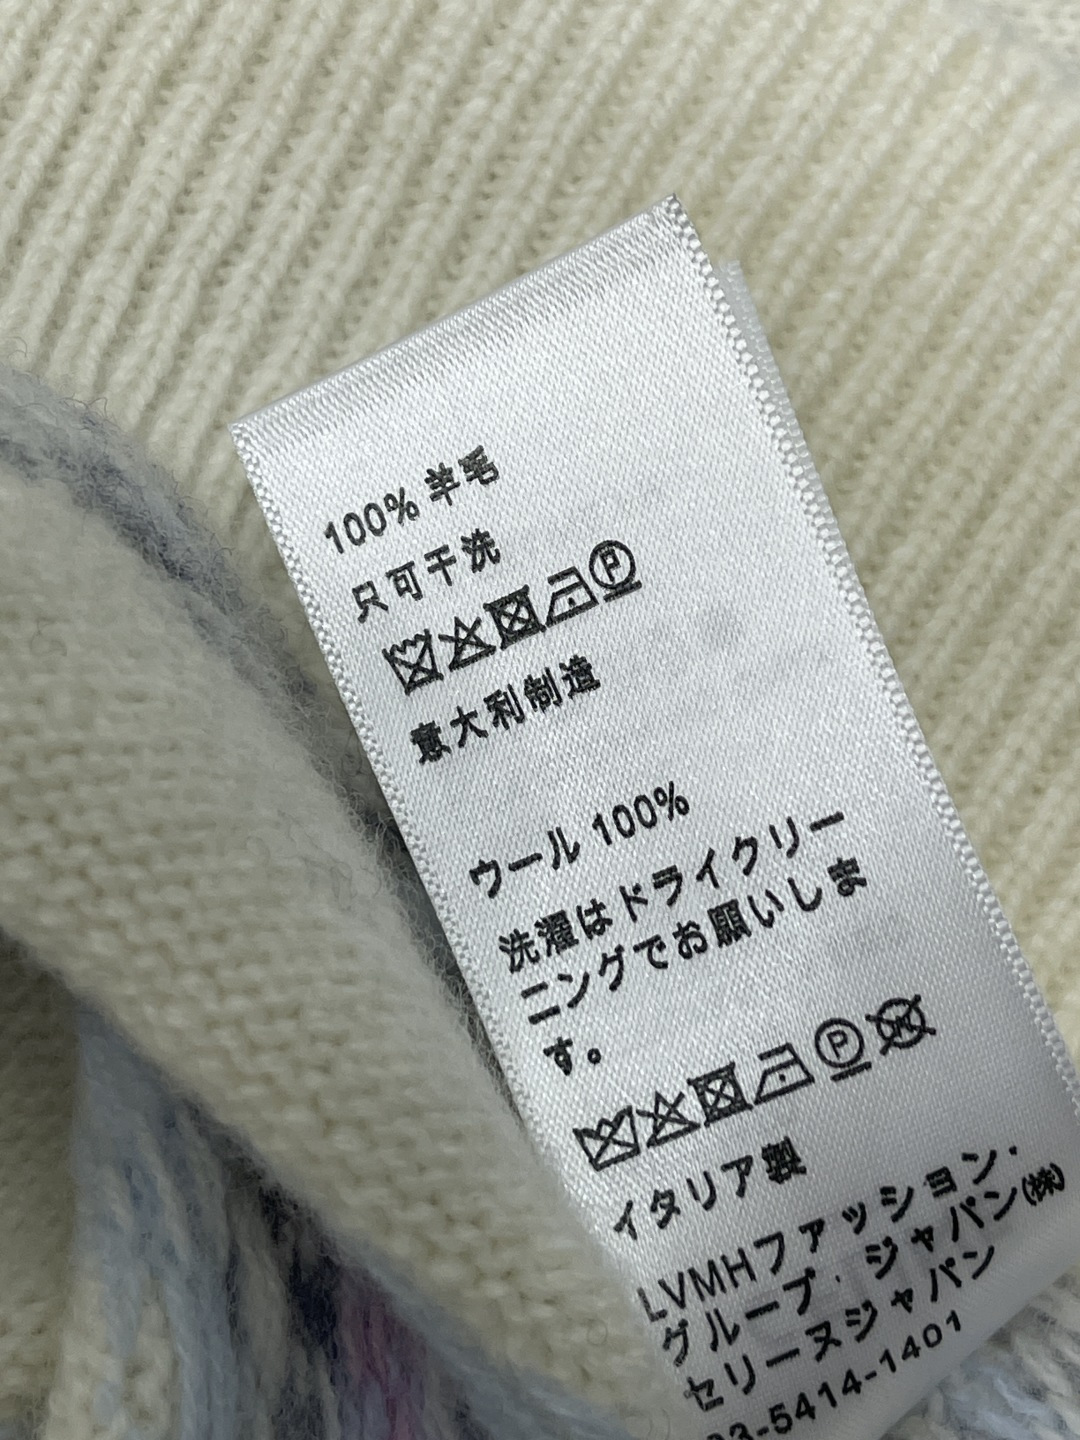 100% 羊毛
只可干洗
P
意大利制造
ウール 100%
洗濯はドライクリー
ニングでお願いしま
す。
P W
イタリア製
LVMHファッション・
グループ・ジャパン(株)
セリーヌジャパン
03-5414-1401